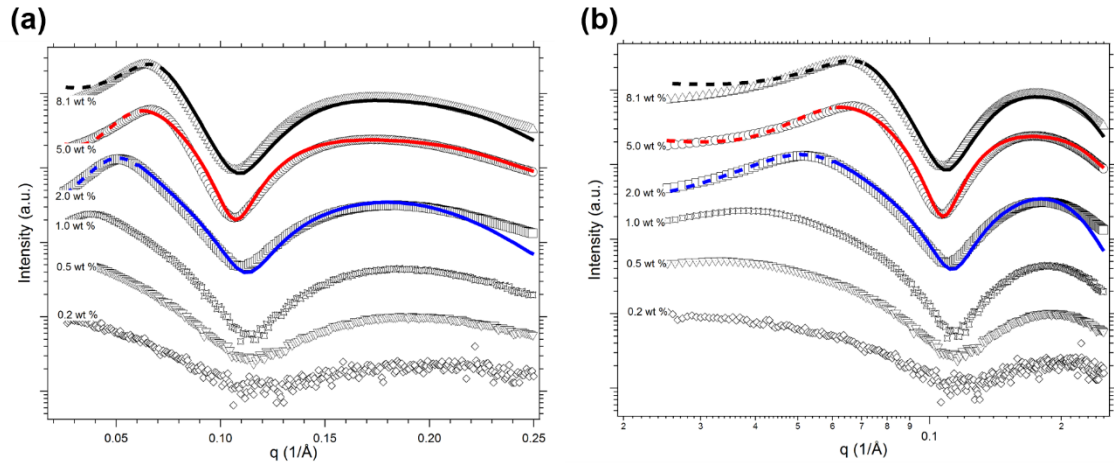 (a)
Intensity (a.u.)
8.1 wt %
5.0 wt %
2.0 wt %
1.0 wt %
0.5 wt %
0.2 wt %
0.05 0.10 0.15 0.20 0.25
q (1/Å)
(b)
Intensity (a.u.)
8.1 wt %
5.0 wt %
2.0 wt %
1.0 wt %
0.5 wt %
0.2 wt %
2 3 4 5 6 7 8 9 0.1 2
q (1/Å)